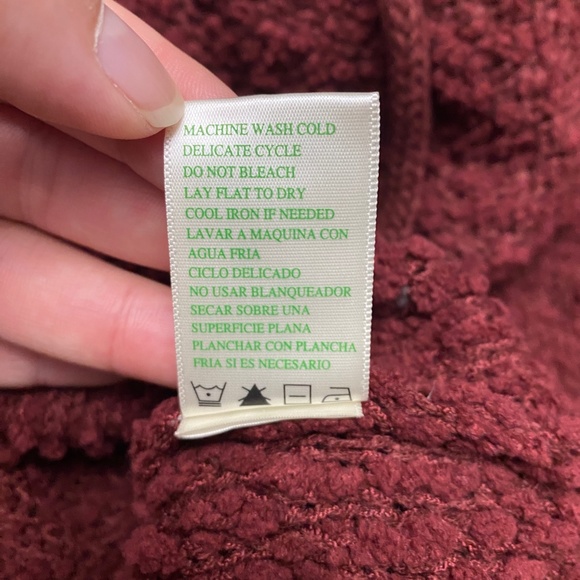 MACHINE WASH COLD
DELICATE CYCLE
DO NOT BLEACH
LAY FLAT TO DRY
COOL IRON IF NEEDED
LAVAR A MAQUINA CON
AGUA FRIA
CICLO DELICADO
NO USAR BLANQUEADOR
SECAR SOBRE UNA
SUPERFICIE PLANA
PLANCHAR CON PLANCHA
FRIA SI ES NECESARIO